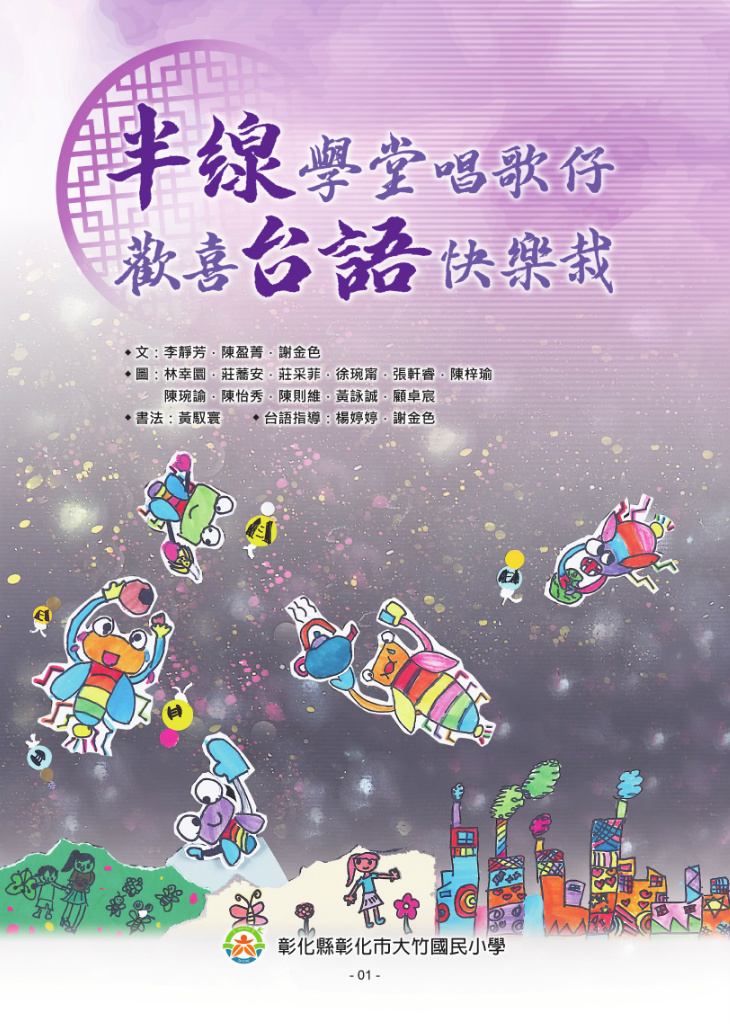 半線學堂唱歌仔
歡喜台語快樂栽
◆文：李靜芳．陳盈菁．謝金色
◆圖：林幸圜．莊蕎安．莊采菲．徐琬甯．張軒睿．陳梓瑜
陳琬諭．陳怡秀．陳則維．黃詠誠．顧卓宸
◆書法：黃馭寰 ◆台語指導：楊婷婷．謝金色
彰化縣彰化市大竹國民小學
- 01 -